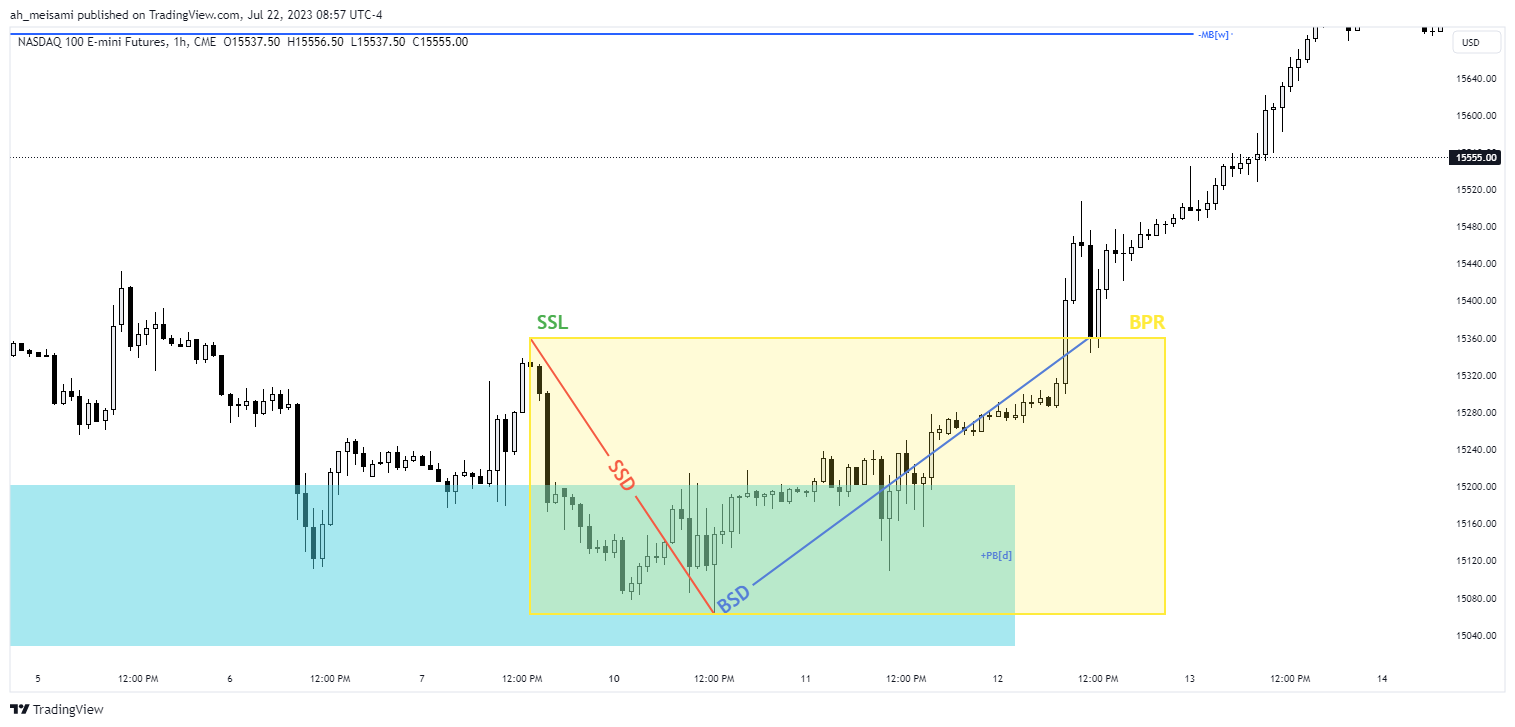 ah_meisami published on TradingView.com, Jul 22, 2023 08:57 UTC-4
NASDAQ 100 E-mini Futures, 1h, CME O15537.50 H15556.50 L15537.50 C15555.00
-MB[w]
USD
15640.00
15600.00
15555.00
15520.00
15480.00
15440.00
15400.00
SSL
BPR
15360.00
15320.00
15280.00
15240.00
SSD
15200.00
15160.00
+PB[d]
15120.00
BSD
15080.00
15040.00
5 12:00 PM 6 12:00 PM 7 12:00 PM 10 12:00 PM 11 12:00 PM 12 12:00 PM 13 12:00 PM 14
TradingView